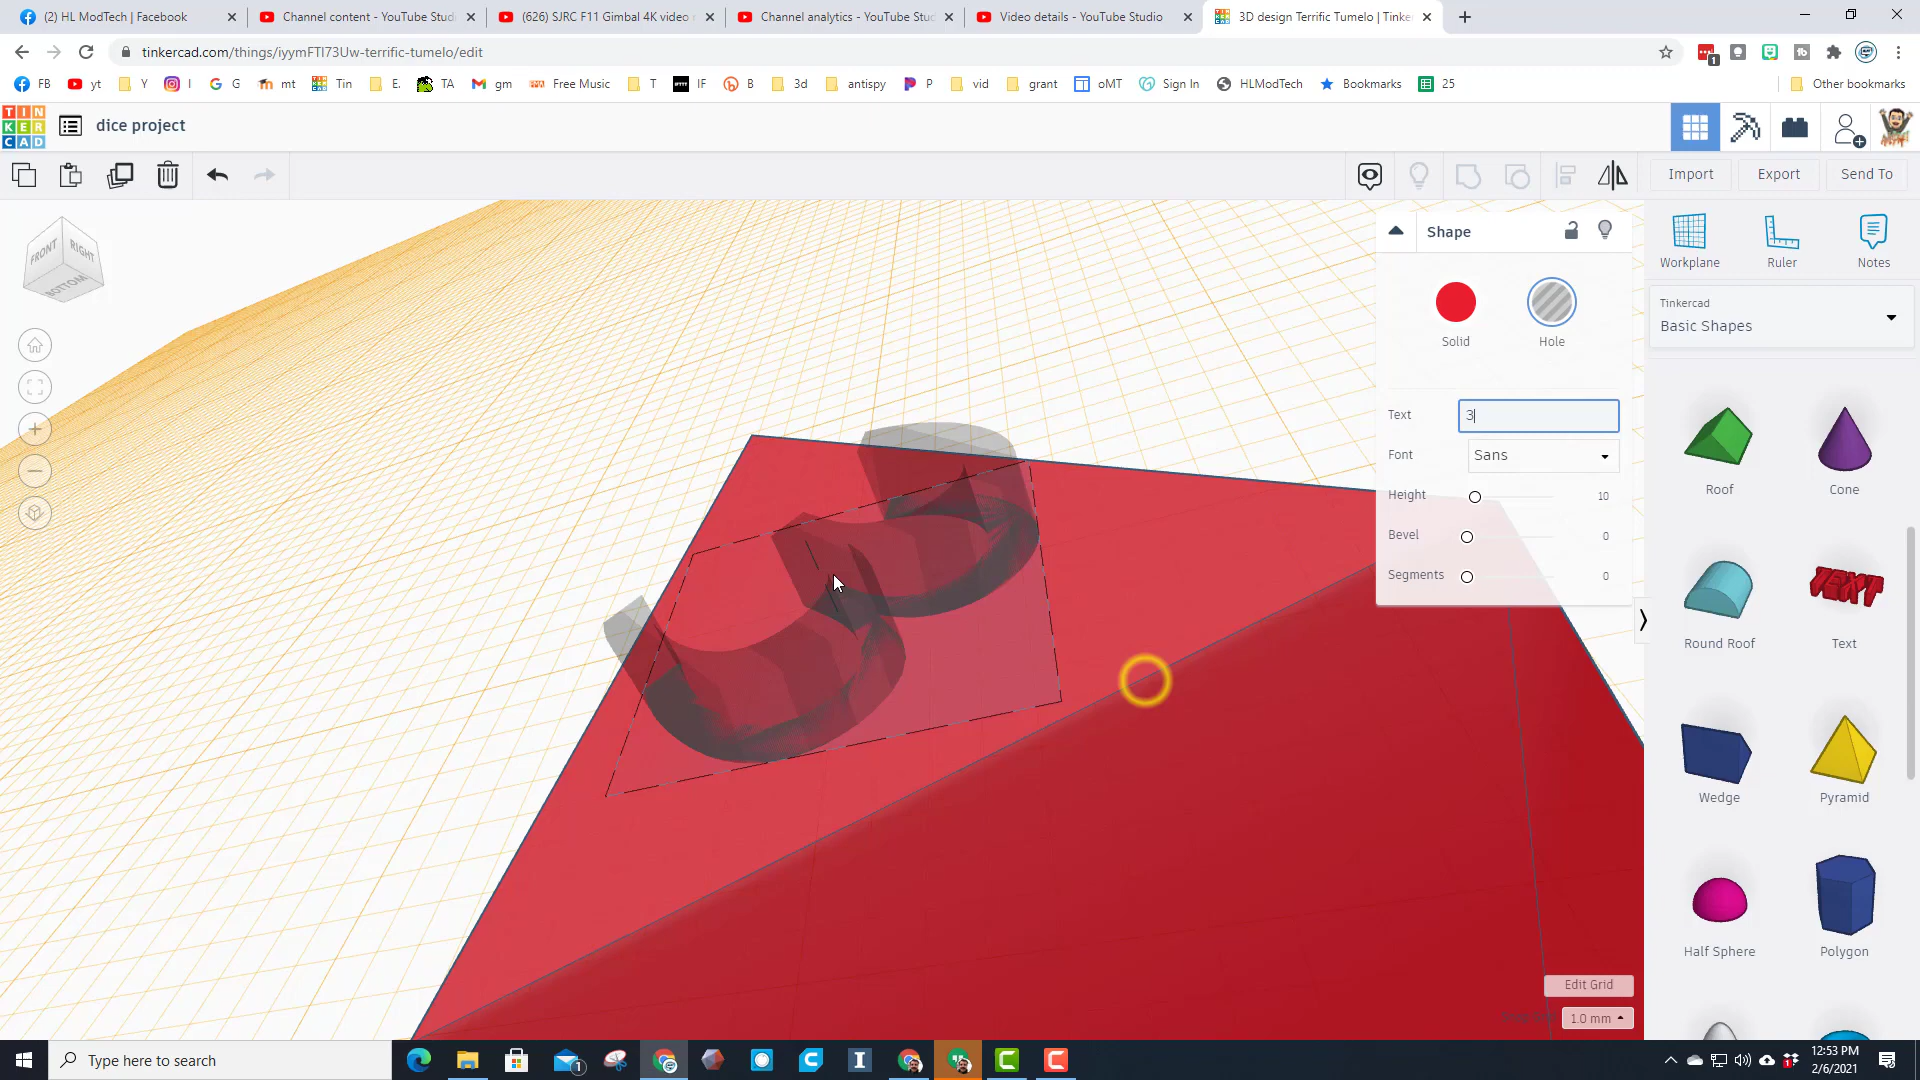 (2) HL ModTech | Facebook
Channel content - YouTube Studi
(626) SJRC F11 Gimbal 4K video r
Channel analytics - YouTube Stud
Video details - YouTube Studio
3D design Terrific Tumelo | Tinke
tinkercad.com/things/iyymFTI73Uw-terrific-tumelo/edit
1
FB
yt
Y
I
G
mt
Tin
E.
TA
gm
Free Music
T
IF
B
3d
antispy
P
vid
grant
oMT
Sign In
HLModTech
Bookmarks
25
Other bookmarks
TIN
KER
CAD
dice project
Import
Export
Send To
FRONT
RIGHT
BOTTOM
Shape
Solid
Hole
Text
3
Font
Sans
Height
10
Bevel
0
Segments
0
Workplane
Ruler
Notes
Tinkercad
Basic Shapes
Roof
Cone
Round Roof
TEXT
Text
Wedge
Pyramid
Half Sphere
Polygon
Edit Grid
1.0 mm
Type here to search
1
12:53 PM
2/6/2021